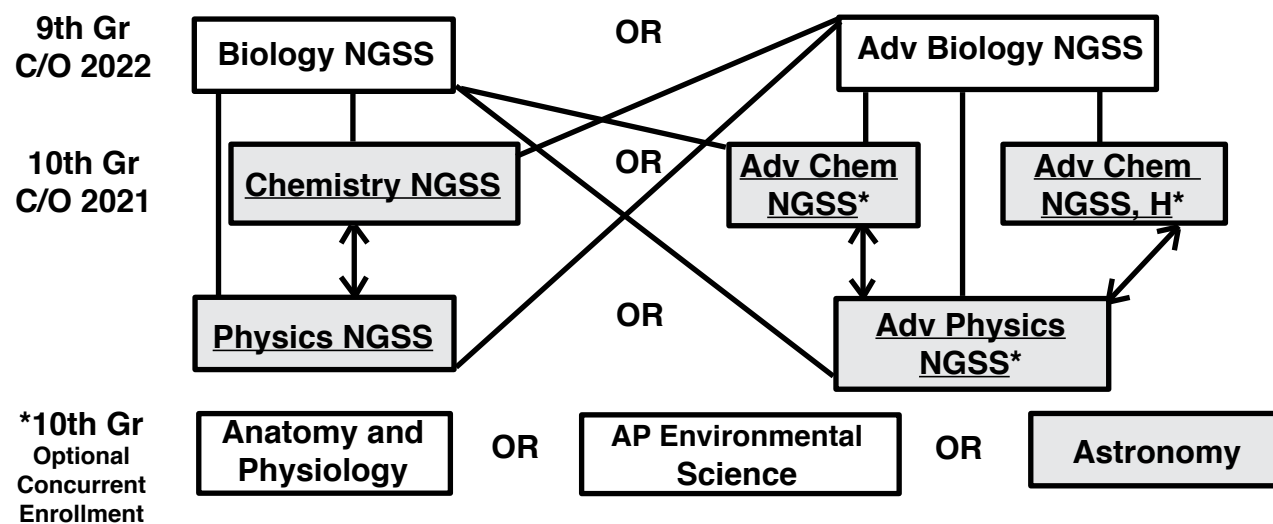 9th Gr
C/O 2022
Biology NGSS
OR
Adv Biology NGSS
10th Gr
C/O 2021
Chemistry NGSS
OR
Adv Chem
NGSS*
Adv Chem
NGSS, H*
Physics NGSS
OR
Adv Physics
NGSS*
*10th Gr
Optional
Concurrent
Enrollment
Anatomy and
Physiology
OR
AP Environmental
Science
OR
Astronomy